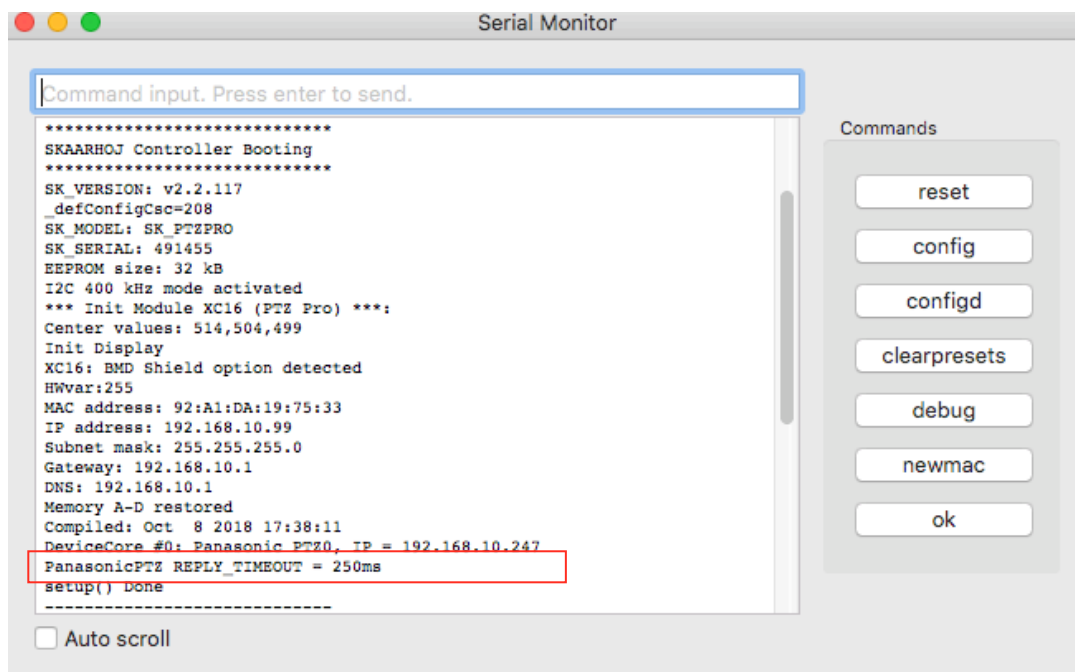 Serial Monitor
Command input. Press enter to send.
*****************************
SKAARHOJ Controller Booting
*****************************
SK_VERSION: v2.2.117
_defConfigCsc=208
SK_MODEL: SK_PTZPRO
SK_SERIAL: 491455
EEPROM size: 32 kB
I2C 400 kHz mode activated
*** Init Module XC16 (PTZ Pro) ***:
Center values: 514,504,499
Init Display
XC16: BMD Shield option detected
HWvar:255
MAC address: 92:A1:DA:19:75:33
IP address: 192.168.10.99
Subnet mask: 255.255.255.0
Gateway: 192.168.10.1
DNS: 192.168.10.1
Memory A-D restored
Compiled: Oct  8 2018 17:38:11
DeviceCore #0: Panasonic PTZ0, IP = 192.168.10.247
PanasonicPTZ REPLY_TIMEOUT = 250ms
setup() Done
-----------------------------
Auto scroll
Commands
reset
config
configd
clearpresets
debug
newmac
ok